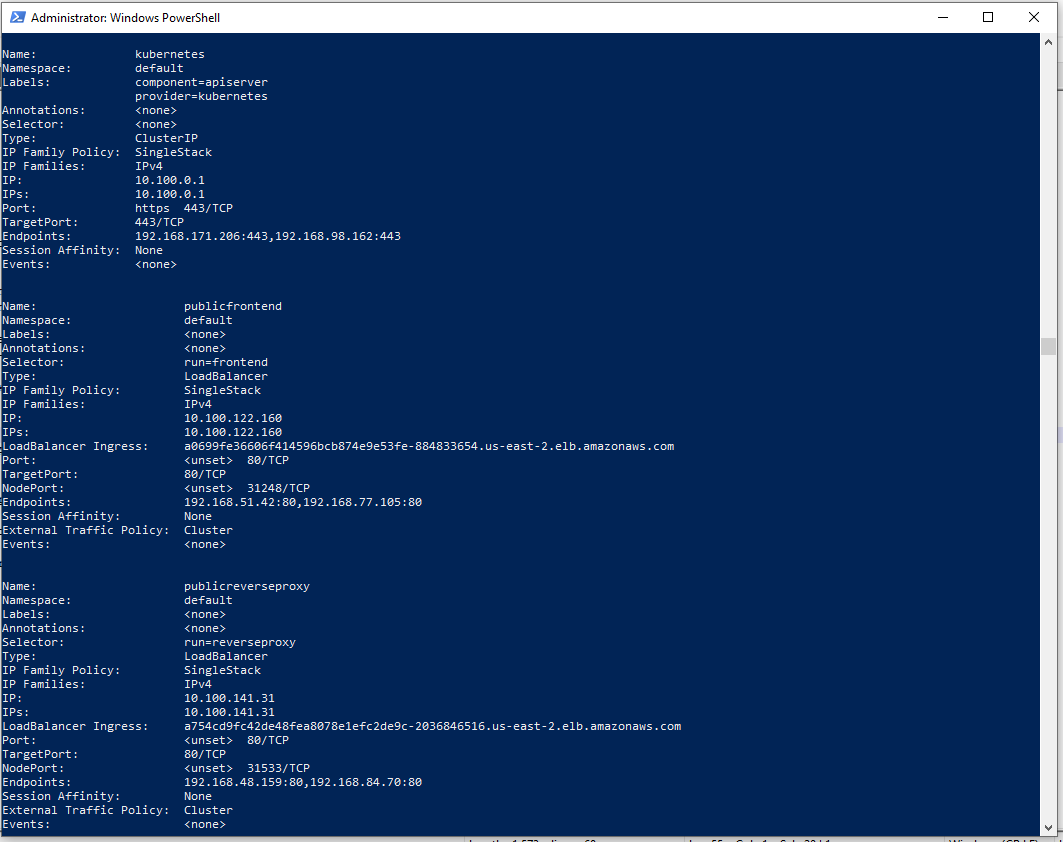 Administrator: Windows PowerShell
Name: kubernetes
Namespace: default
Labels: component=apiserver
provider=kubernetes
Annotations: <none>
Selector: <none>
Type: ClusterIP
IP Family Policy: SingleStack
IP Families: IPv4
IP: 10.100.0.1
IPs: 10.100.0.1
Port: https 443/TCP
TargetPort: 443/TCP
Endpoints: 192.168.171.206:443,192.168.98.162:443
Session Affinity: None
Events: <none>
Name: publicfrontend
Namespace: default
Labels: <none>
Annotations: <none>
Selector: run=frontend
Type: LoadBalancer
IP Family Policy: SingleStack
IP Families: IPv4
IP: 10.100.122.160
IPs: 10.100.122.160
LoadBalancer Ingress: a0699fe36606f414596bcb874e9e53fe-884833654.us-east-2.elb.amazonaws.com
Port: <unset> 80/TCP
TargetPort: 80/TCP
NodePort: <unset> 31248/TCP
Endpoints: 192.168.51.42:80,192.168.77.105:80
Session Affinity: None
External Traffic Policy: Cluster
Events: <none>
Name: publicreverseproxy
Namespace: default
Labels: <none>
Annotations: <none>
Selector: run=reverseproxy
Type: LoadBalancer
IP Family Policy: SingleStack
IP Families: IPv4
IP: 10.100.141.31
IPs: 10.100.141.31
LoadBalancer Ingress: a754cd9fc42de48fea8078e1efc2de9c-2036846516.us-east-2.elb.amazonaws.com
Port: <unset> 80/TCP
TargetPort: 80/TCP
NodePort: <unset> 31533/TCP
Endpoints: 192.168.48.159:80,192.168.84.70:80
Session Affinity: None
External Traffic Policy: Cluster
Events: <none>